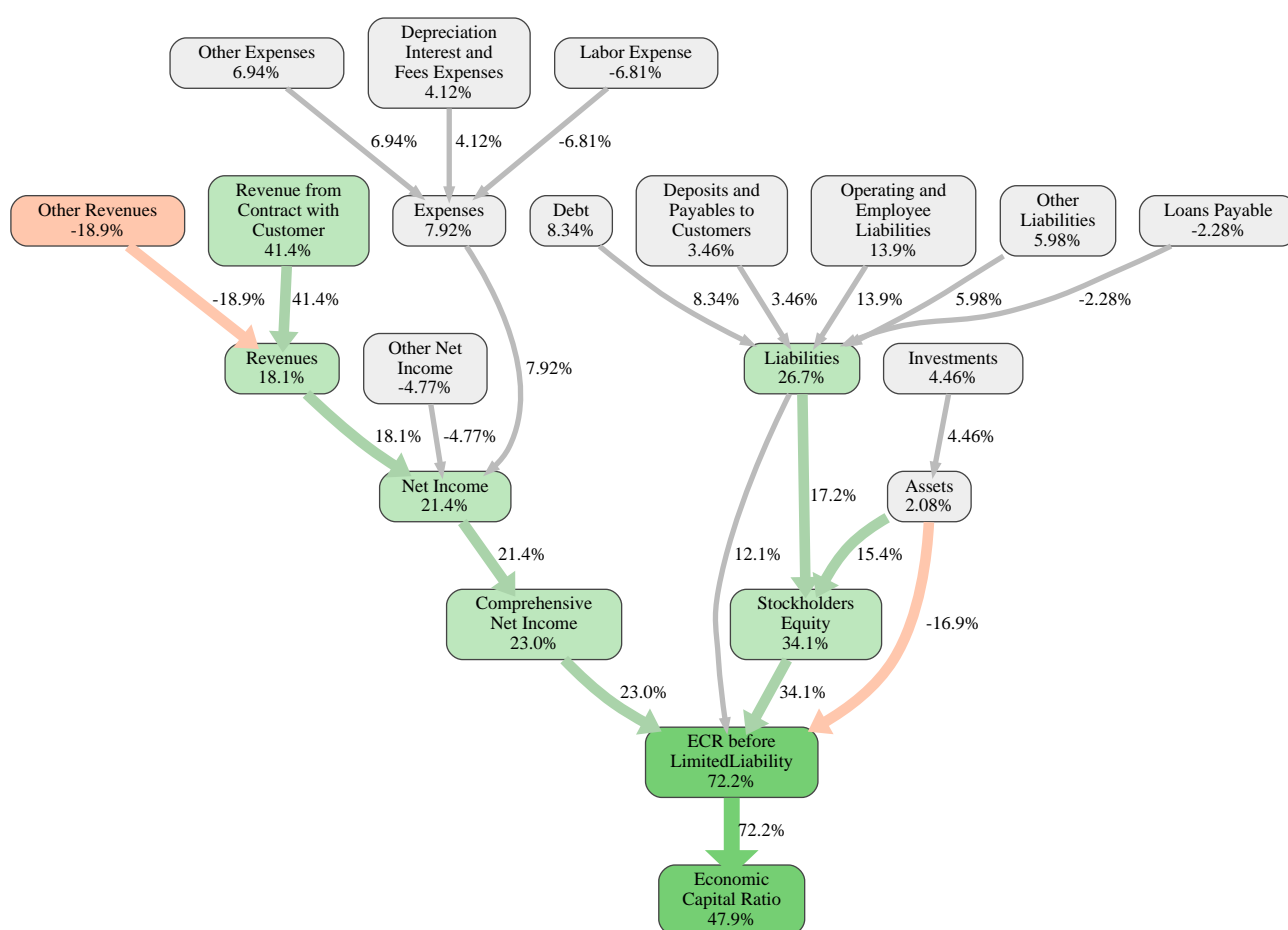 Other Expenses
6.94%
Depreciation
Interest and
Fees Expenses
4.12%
Labor Expense
-6.81%
6.94%
4.12%
-6.81%
Other Revenues
-18.9%
Revenue from
Contract with
Customer
41.4%
Expenses
7.92%
Debt
8.34%
Deposits and
Payables to
Customers
3.46%
Operating and
Employee
Liabilities
13.9%
Other
Liabilities
5.98%
Loans Payable
-2.28%
-18.9%
41.4%
8.34%
3.46%
13.9%
5.98%
-2.28%
Revenues
18.1%
Other Net
Income
-4.77%
7.92%
Liabilities
26.7%
Investments
4.46%
18.1%
-4.77%
4.46%
Net Income
21.4%
17.2%
Assets
2.08%
21.4%
12.1%
15.4%
Comprehensive
Net Income
23.0%
Stockholders
Equity
34.1%
-16.9%
23.0%
34.1%
ECR before
LimitedLiability
72.2%
72.2%
Economic
Capital Ratio
47.9%